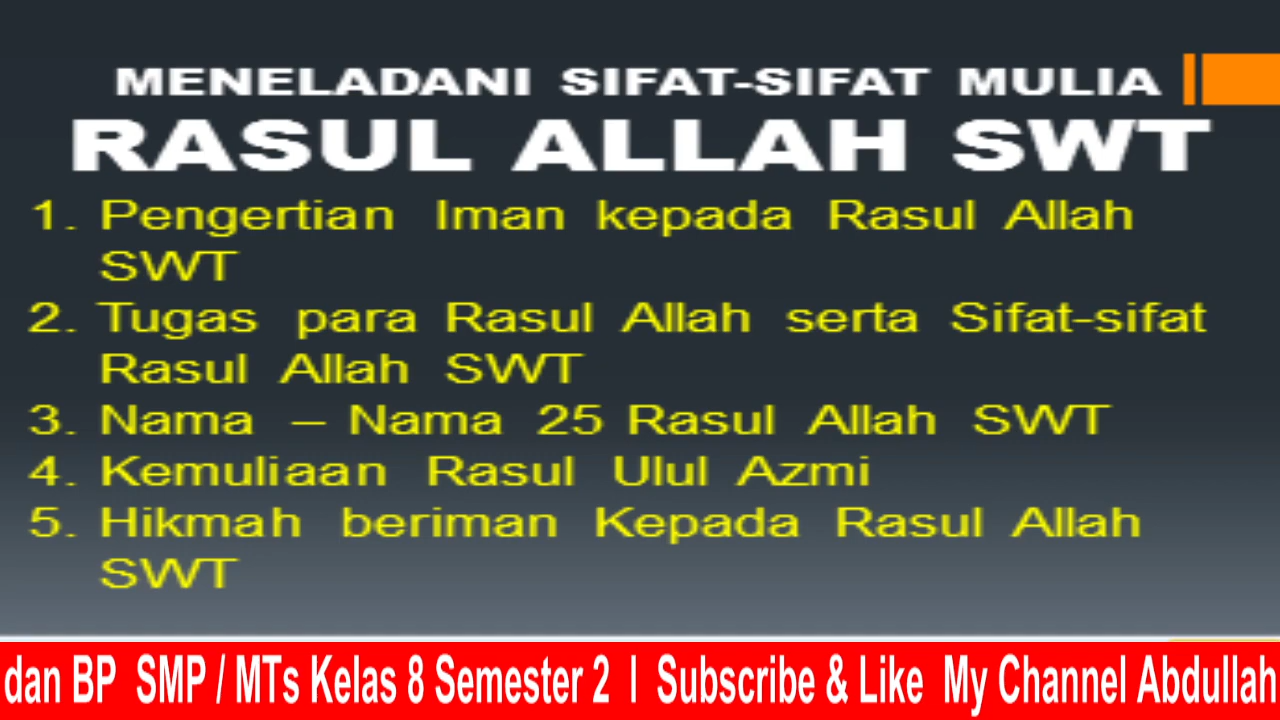 MENELADANI SIFAT-SIFAT MULIA
RASUL ALLAH SWT
1. Pengertian Iman kepada Rasul Allah
SWT
2. Tugas para Rasul Allah serta Sifat-sifat
Rasul Allah SWT
3. Nama – Nama 25 Rasul Allah SWT
4. Kemuliaan Rasul Ulul Azmi
5. Hikmah beriman Kepada Rasul Allah
SWT
dan BP SMP / MTs Kelas 8 Semester 2 I Subscribe & Like My Channel Abdullah